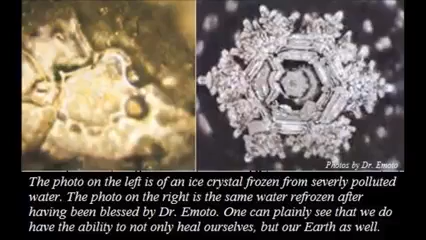 Photos by Dr. Emoto
The photo on the left is of an ice crystal frozen from severly polluted
water. The photo on the right is the same water refrozen after
having been blessed by Dr. Emoto. One can plainly see that we do
have the ability to not only heal ourselves, but our Earth as well.